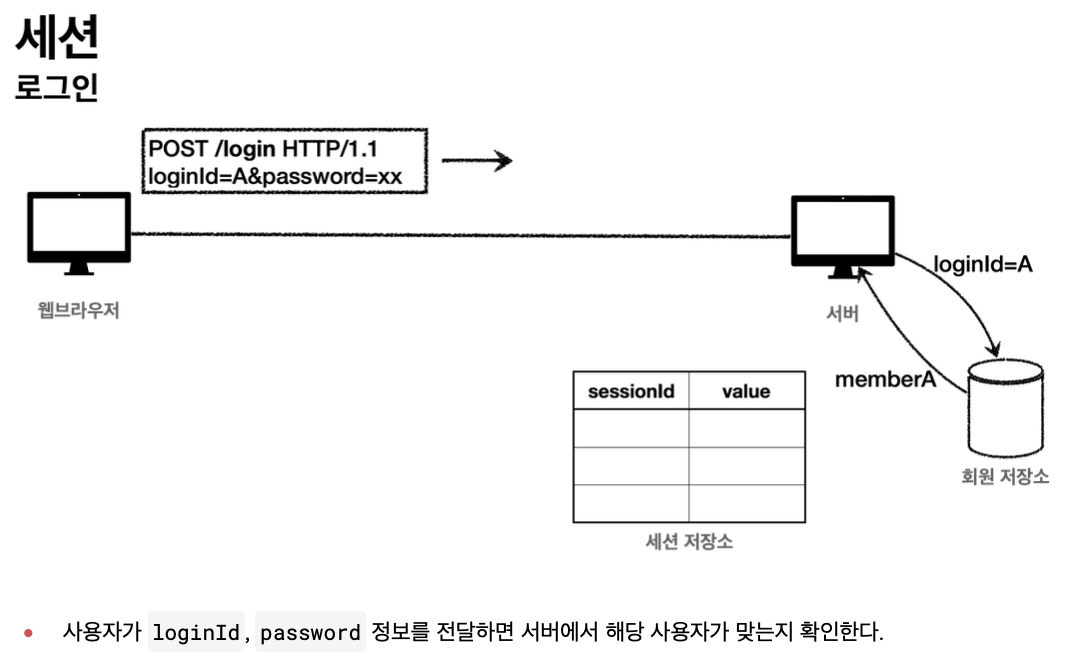 세션
로그인
POST /login HTTP/1.1
loginId=A&password=xx
웹브라우저
서버
loginId=A
memberA
회원 저장소
sessionId value
세션 저장소
사용자가 loginId, password 정보를 전달하면 서버에서 해당 사용자가 맞는지 확인한다.